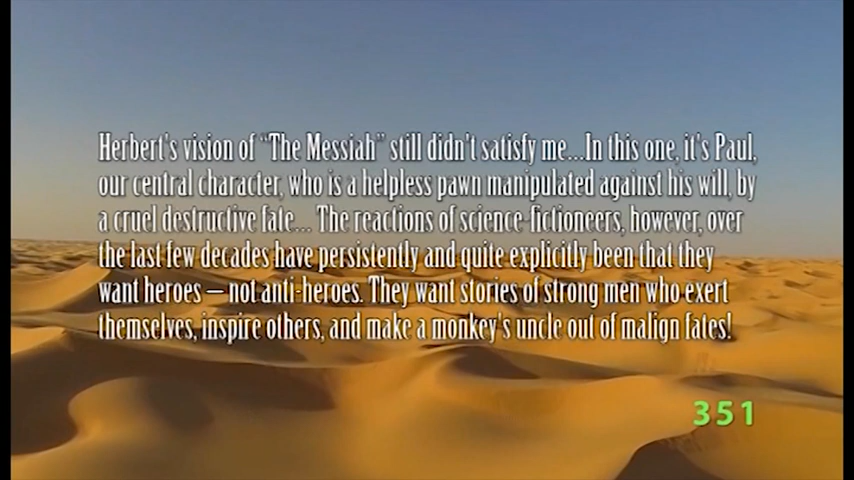 Herbert's vision of “The Messiah” still didn't satisfy me...In this one, it's Paul,
our central character, who is a helpless pawn manipulated against his will, by
a cruel destructive fate... The reactions of science-fictioneers, however, over
the last few decades have persistently and quite explicitly been that they
want heroes – not anti-heroes. They want stories of strong men who exert
themselves, inspire others, and make a monkey's uncle out of malign fates!
351